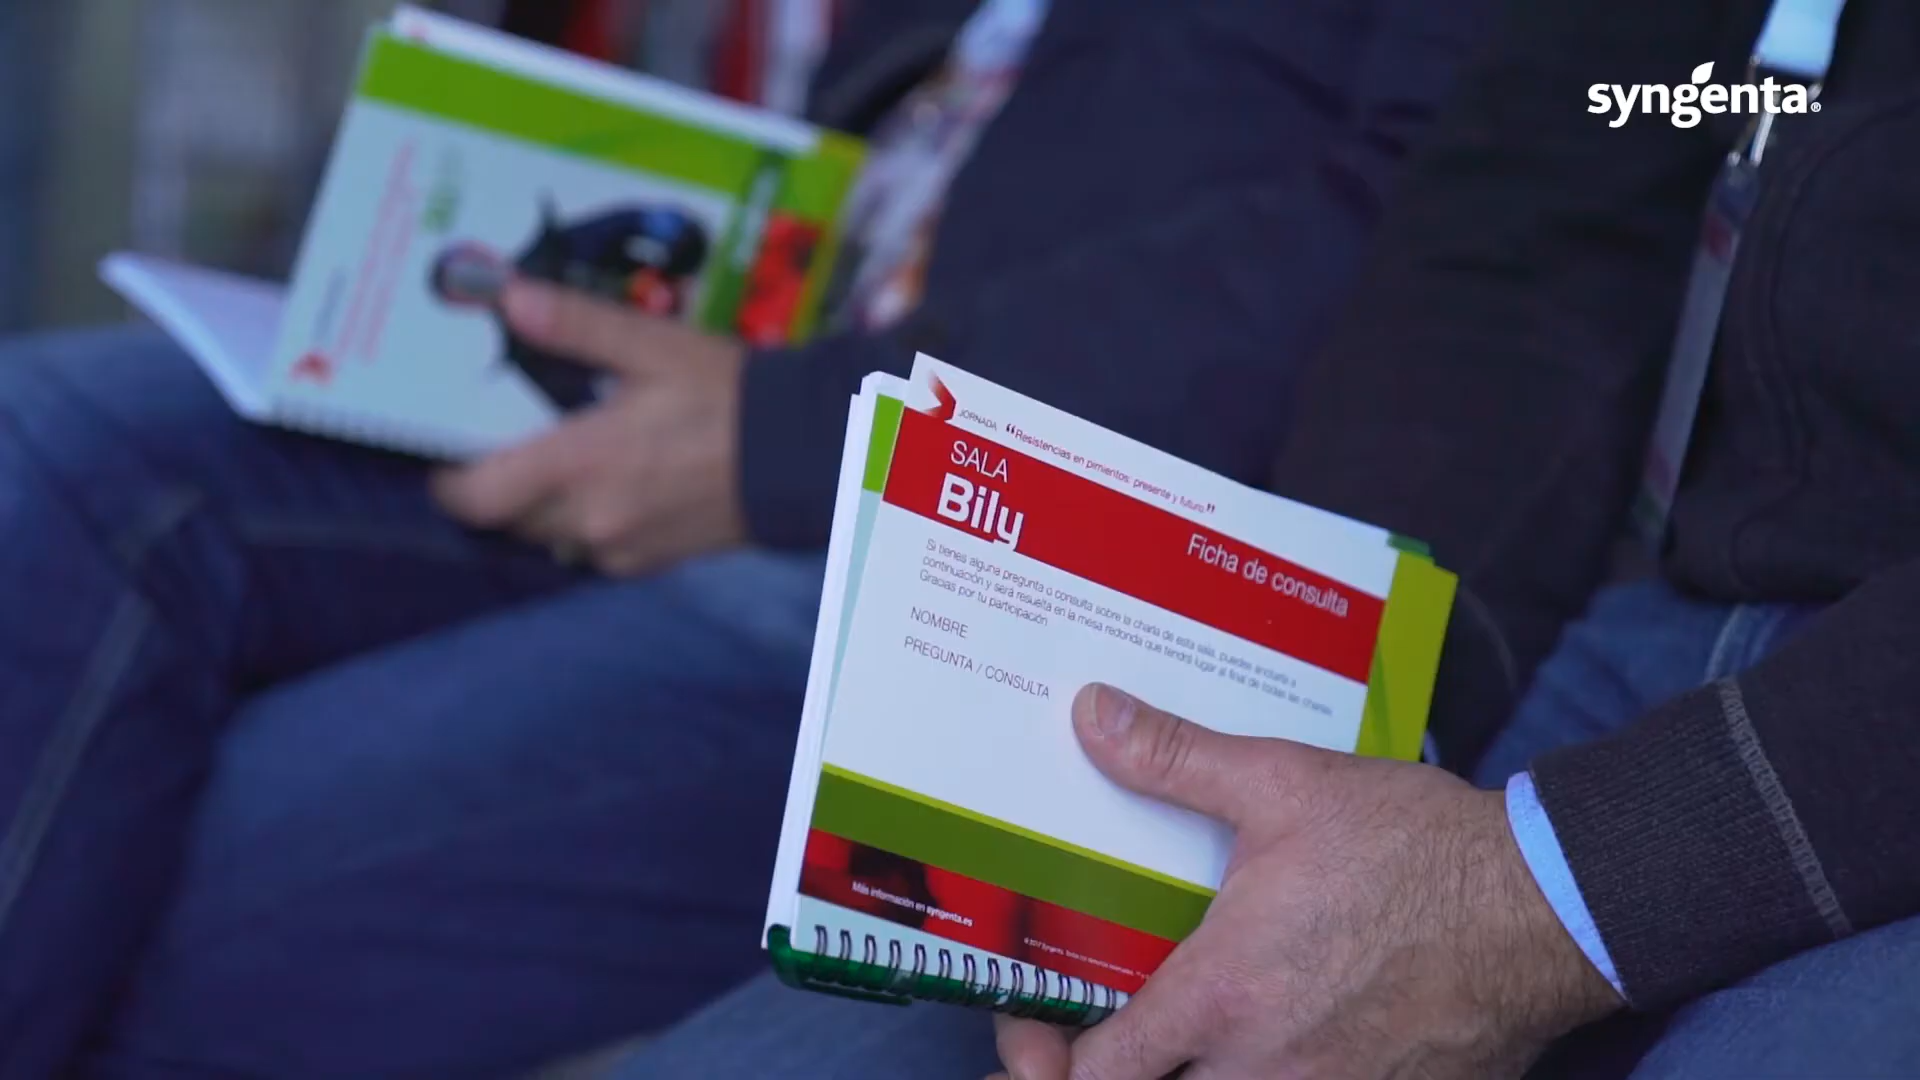 syngenta®
JORNADA "Resistencias en pimientos: presente y futuro"
SALA
Bily
Ficha de consulta
Si tienes alguna pregunta o consulta sobre la charla de esta sala, puedes anotarla a
continuación y será resuelta en la mesa redonda que tendrá lugar al final de todas las charlas.
Gracias por tu participación
NOMBRE
PREGUNTA / CONSULTA
Más información en syngenta.es
© 2017 Syngenta.